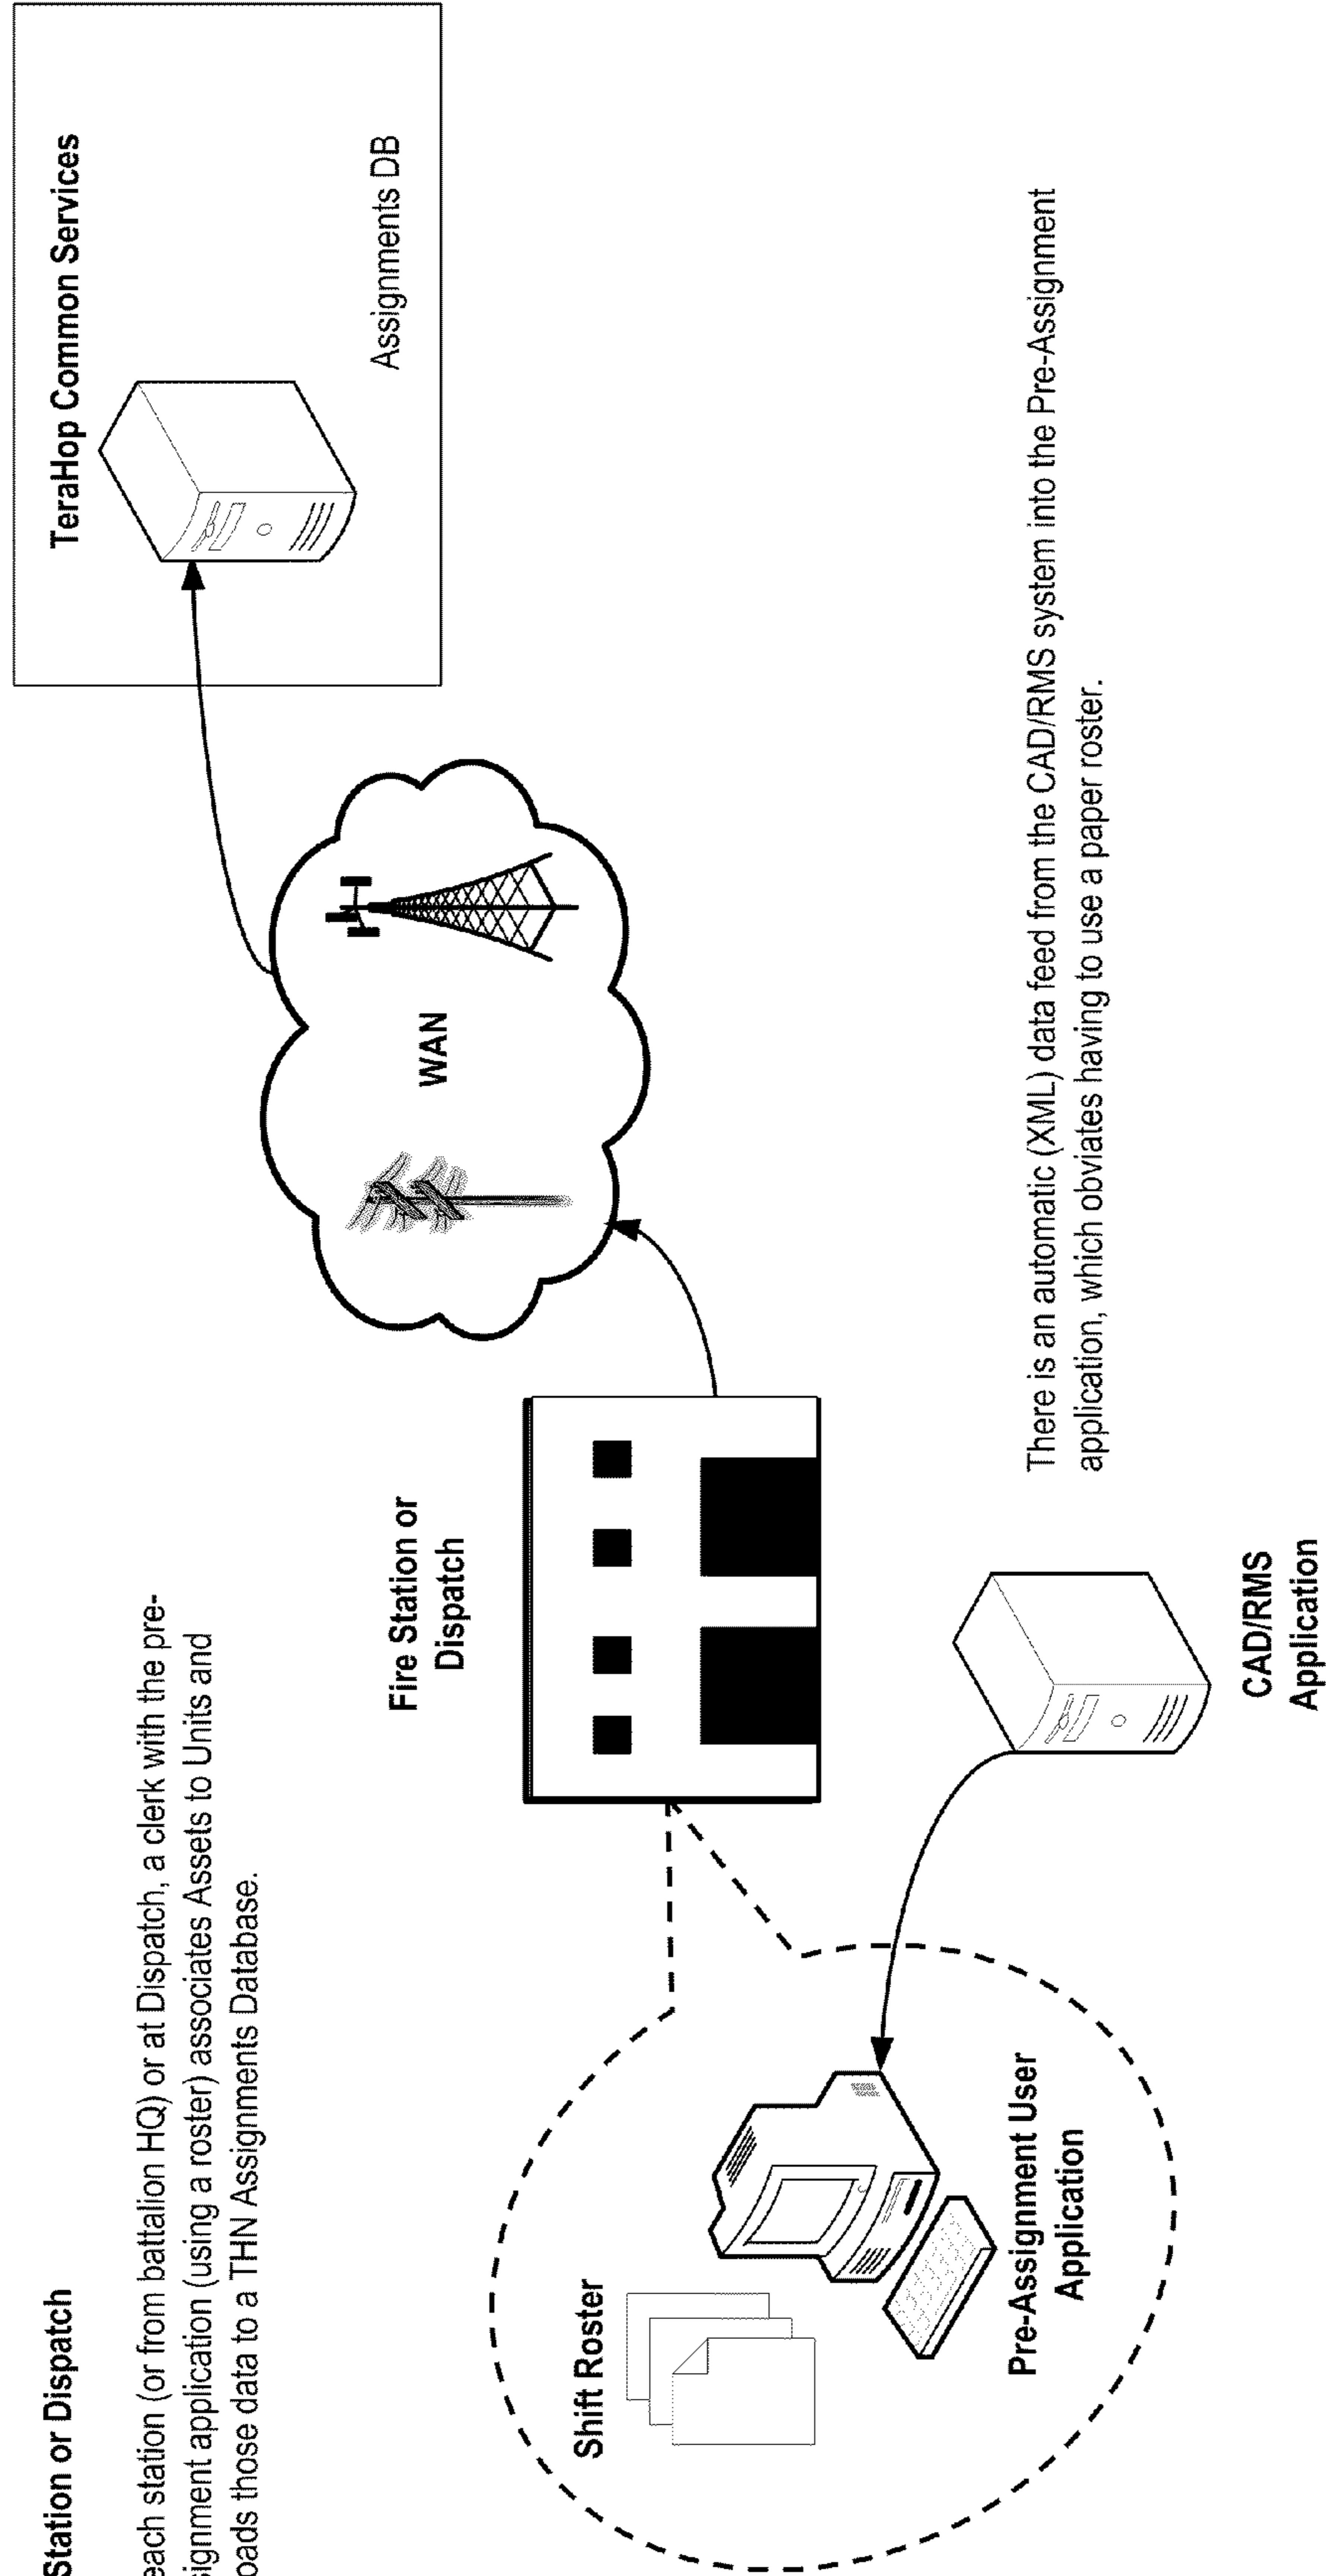 Station or Dispatch
each station (or from battalion HQ) or at Dispatch, a clerk with the pre-
signment application (using a roster) associates Assets to Units and
oads those data to a THN Assignments Database.
TeraHop Common Services
Assignments DB
WAN
Fire Station or
Dispatch
Shift Roster
Pre-Assignment User
Application
CAD/RMS
Application
There is an automatic (XML) data feed from the CAD/RMS system into the Pre-Assignment
application, which obviates having to use a paper roster.